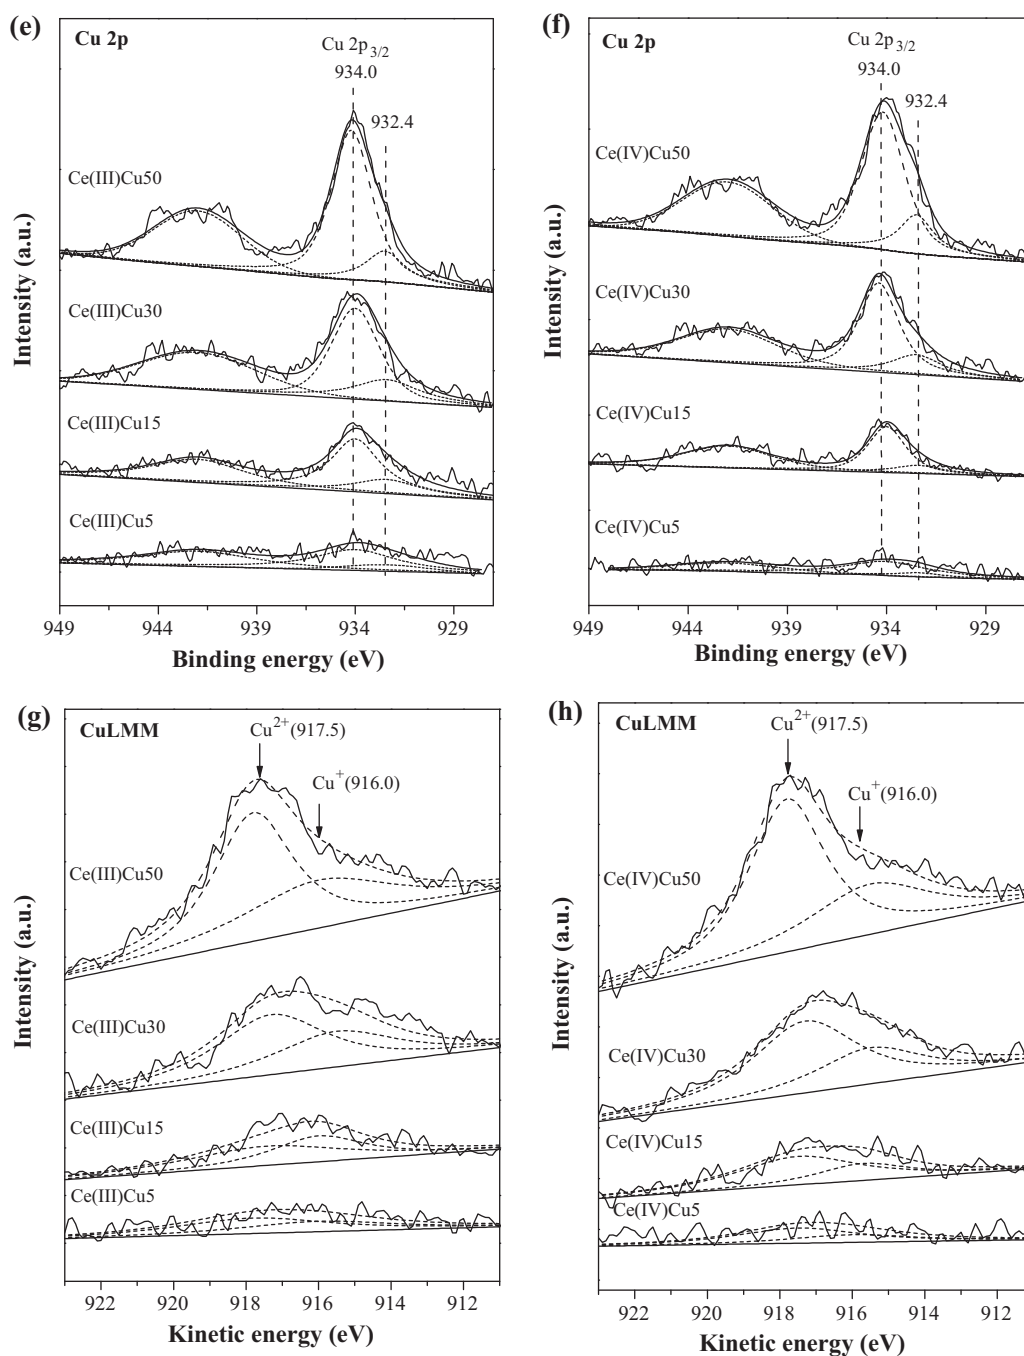 (e)
Cu 2p
Cu 2p3/2
934.0
932.4
Ce(III)Cu50
Ce(III)Cu30
Ce(III)Cu15
Ce(III)Cu5
Intensity (a.u.)
949 944 939 934 929
Binding energy (eV)
(f)
Cu 2p
Cu 2p3/2
934.0
932.4
Ce(IV)Cu50
Ce(IV)Cu30
Ce(IV)Cu15
Ce(IV)Cu5
Intensity (a.u.)
949 944 939 934 929
Binding energy (eV)
(g)
CuLMM
Cu2+(917.5)
Cu+(916.0)
Ce(III)Cu50
Ce(III)Cu30
Ce(III)Cu15
Ce(III)Cu5
Intensity (a.u.)
922 920 918 916 914 912
Kinetic energy (eV)
(h)
CuLMM
Cu2+(917.5)
Cu+(916.0)
Ce(IV)Cu50
Ce(IV)Cu30
Ce(IV)Cu15
Ce(IV)Cu5
Intensity (a.u.)
922 920 918 916 914 912
Kinetic energy (eV)